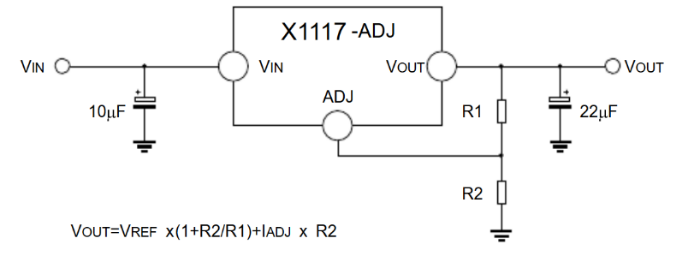 X1117-ADJ
VIN
VIN
VOUT
VOUT
ADJ
10μF
R1
22μF
R2
VOUT=VREF x(1+R2/R1)+IADJ x R2